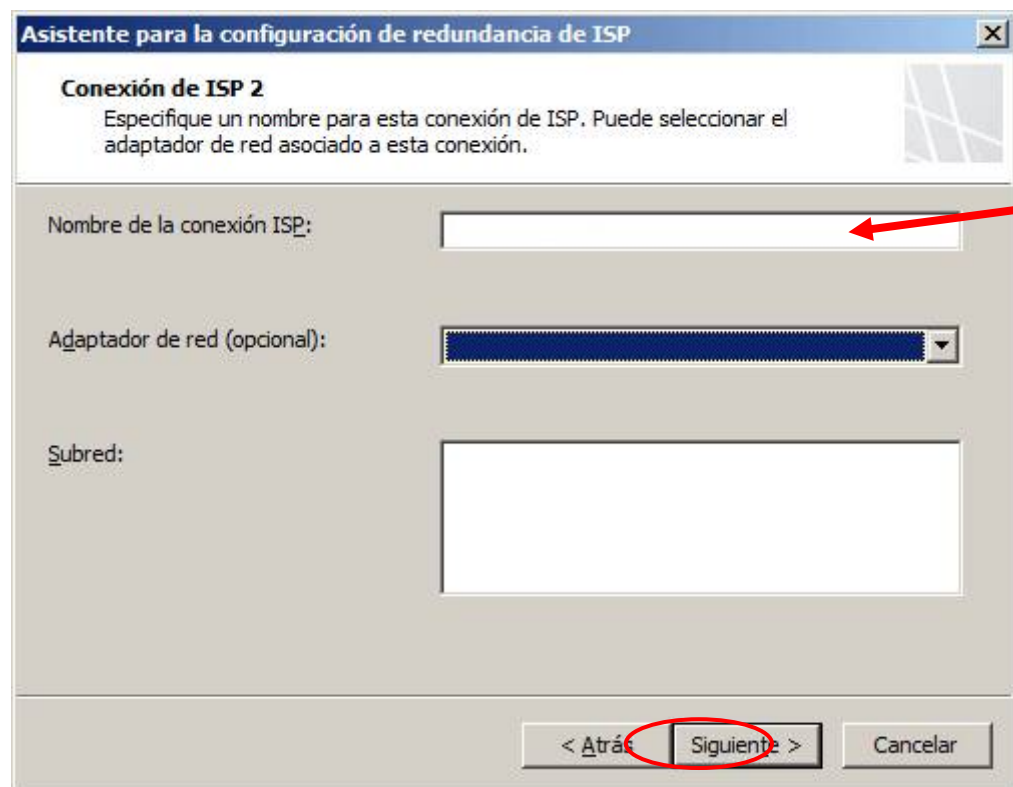 Asistente para la configuración de redundancia de ISP
Conexión de ISP 2
Especifique un nombre para esta conexión de ISP. Puede seleccionar el
adaptador de red asociado a esta conexión.
Nombre de la conexión ISP:
Adaptador de red (opcional):
Subred:
< Atrás Siguiente > Cancelar